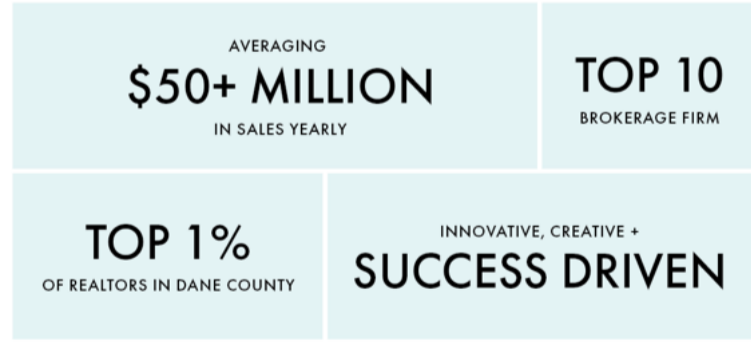 AVERAGING
$50+ MILLION
IN SALES YEARLY
TOP 10
BROKERAGE FIRM
TOP 1%
OF REALTORS IN DANE COUNTY
INNOVATIVE, CREATIVE +
SUCCESS DRIVEN